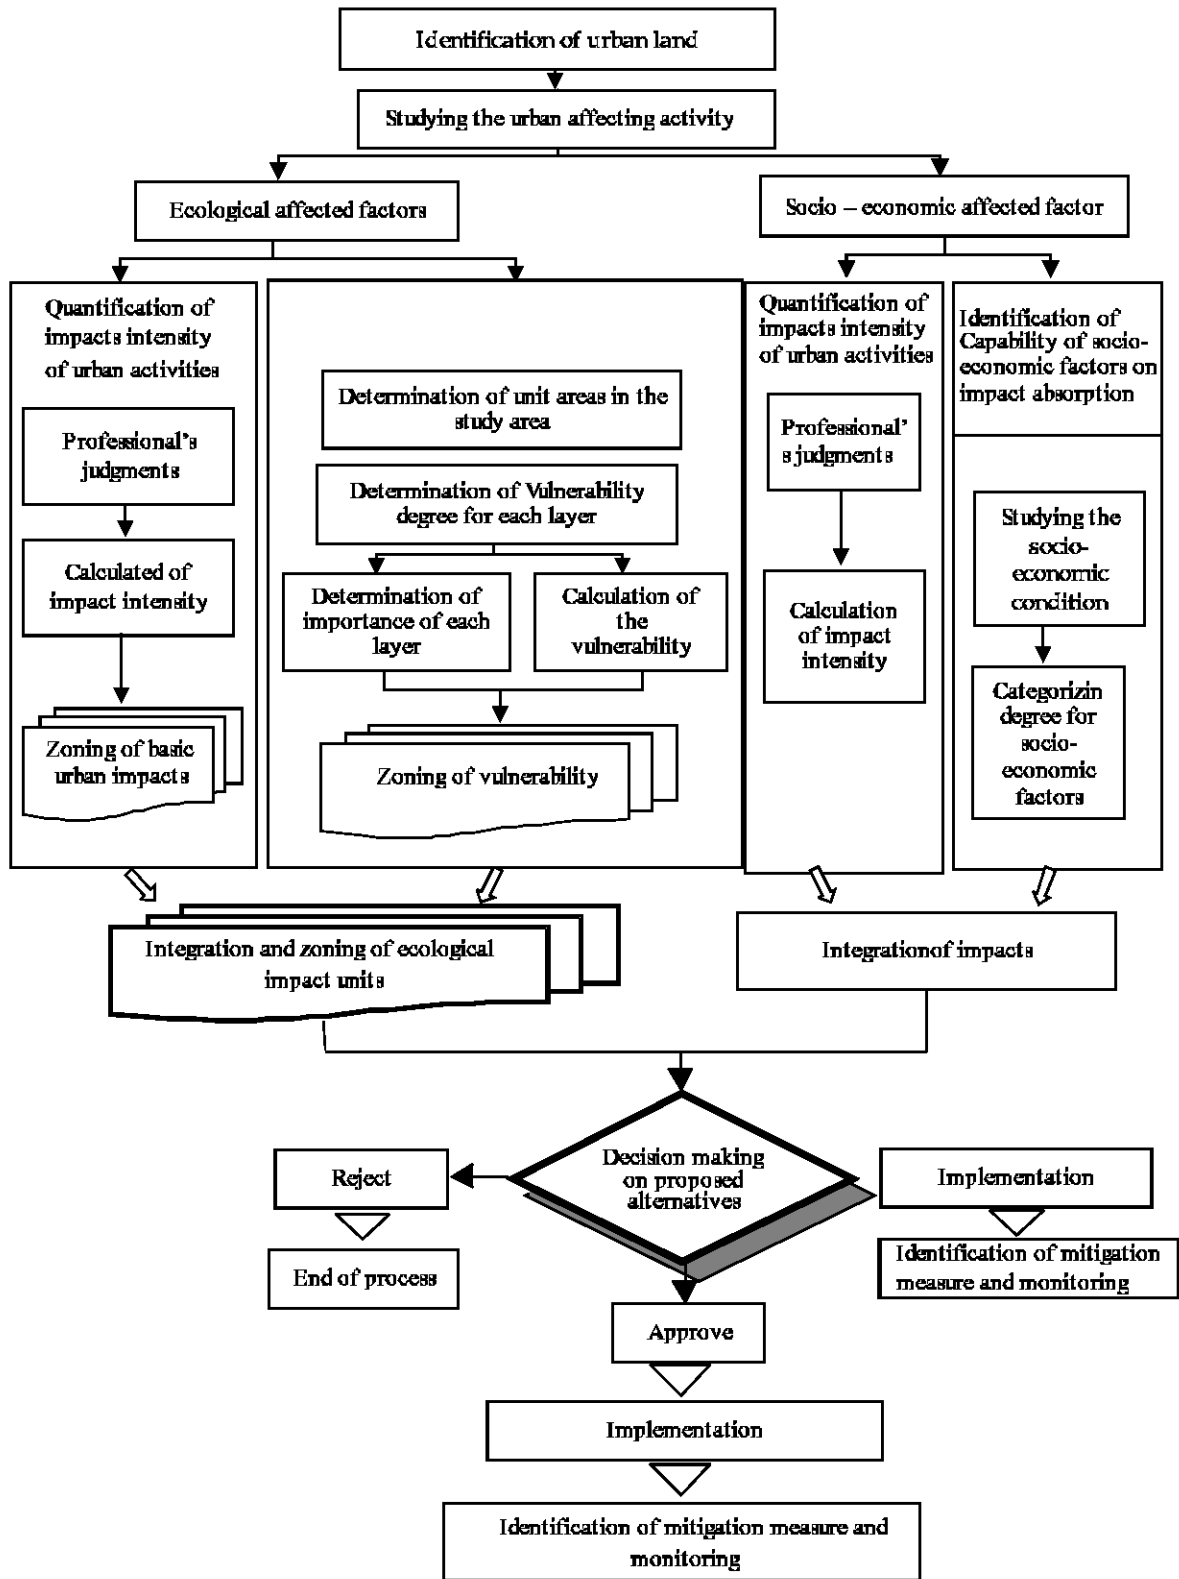 Identification of urban land
Studying the urban affecting activity
Ecological affected factors
Socio – economic affected factor
Quantification of
impacts intensity
of urban activities
Professional's
judgments
Calculated of
impact intensity
Zoning of basic
urban impacts
Determination of unit areas in the
study area
Determination of Vulnerability
degree for each layer
Determination of
importance of each
layer
Calculation of
the
vulnerability
Zoning of vulnerability
Quantification of
impacts intensity
of urban activities
Professional'
s judgments
Calculation
of impact
intensity
Identification of
Capability of socio-
economic factors on
impact absorption
Studying the
socio-
economic
condition
Categorizin
degree for
socio-
economic
factors
Integration and zoning of ecological
impact units
Integrationof impacts
Decision making
on proposed
alternatives
Reject
End of process
Implementation
Identification of mitigation
measure and monitoring
Approve
Implementation
Identification of mitigation measure and
monitoring